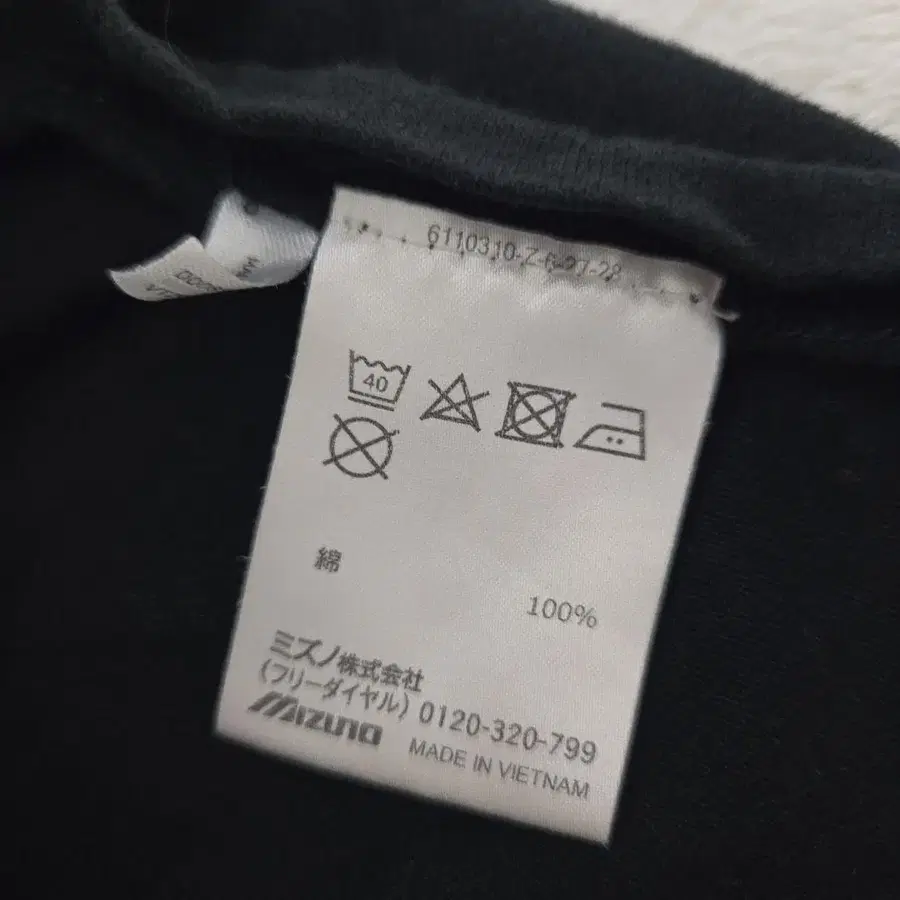 6110310-Z-6-27-28
40
綿
100%
ミズノ株式会社
(フリーダイヤル) 0120-320-799
MIZUNO
MADE IN VIETNAM